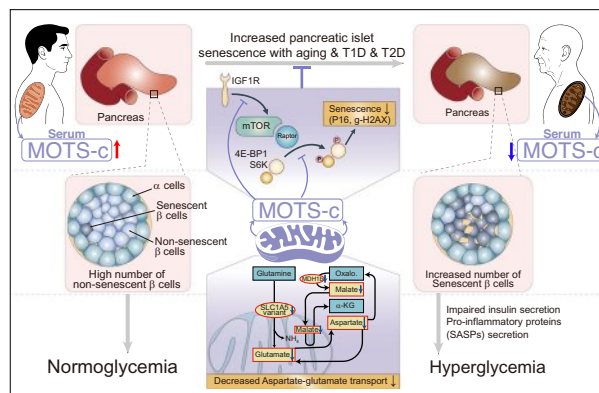 Increased pancreatic islet
senescence with aging & T1D & T2D
Pancreas
Serum
MOTS-c
IGF1R
mTOR
Raptor
4E-BP1
S6K
P
P
Senescence ↓
(P16, g-H2AX)
Pancreas
Serum
MOTS-c
α cells
Senescent
β cells
Non-senescent
β cells
High number of
non-senescent β cells
MOTS-c
Increased number of
Senescent β cells
Glutamine
SLC1A5
variant
NH₄
Glutamate
MDH1
Oxalo.
Malate
α-KG
Malate
Aspartate
Decreased Aspartate-glutamate transport ↓
Impaired insulin secretion
Pro-inflammatory proteins
(SASPs) secretion
Normoglycemia
Hyperglycemia